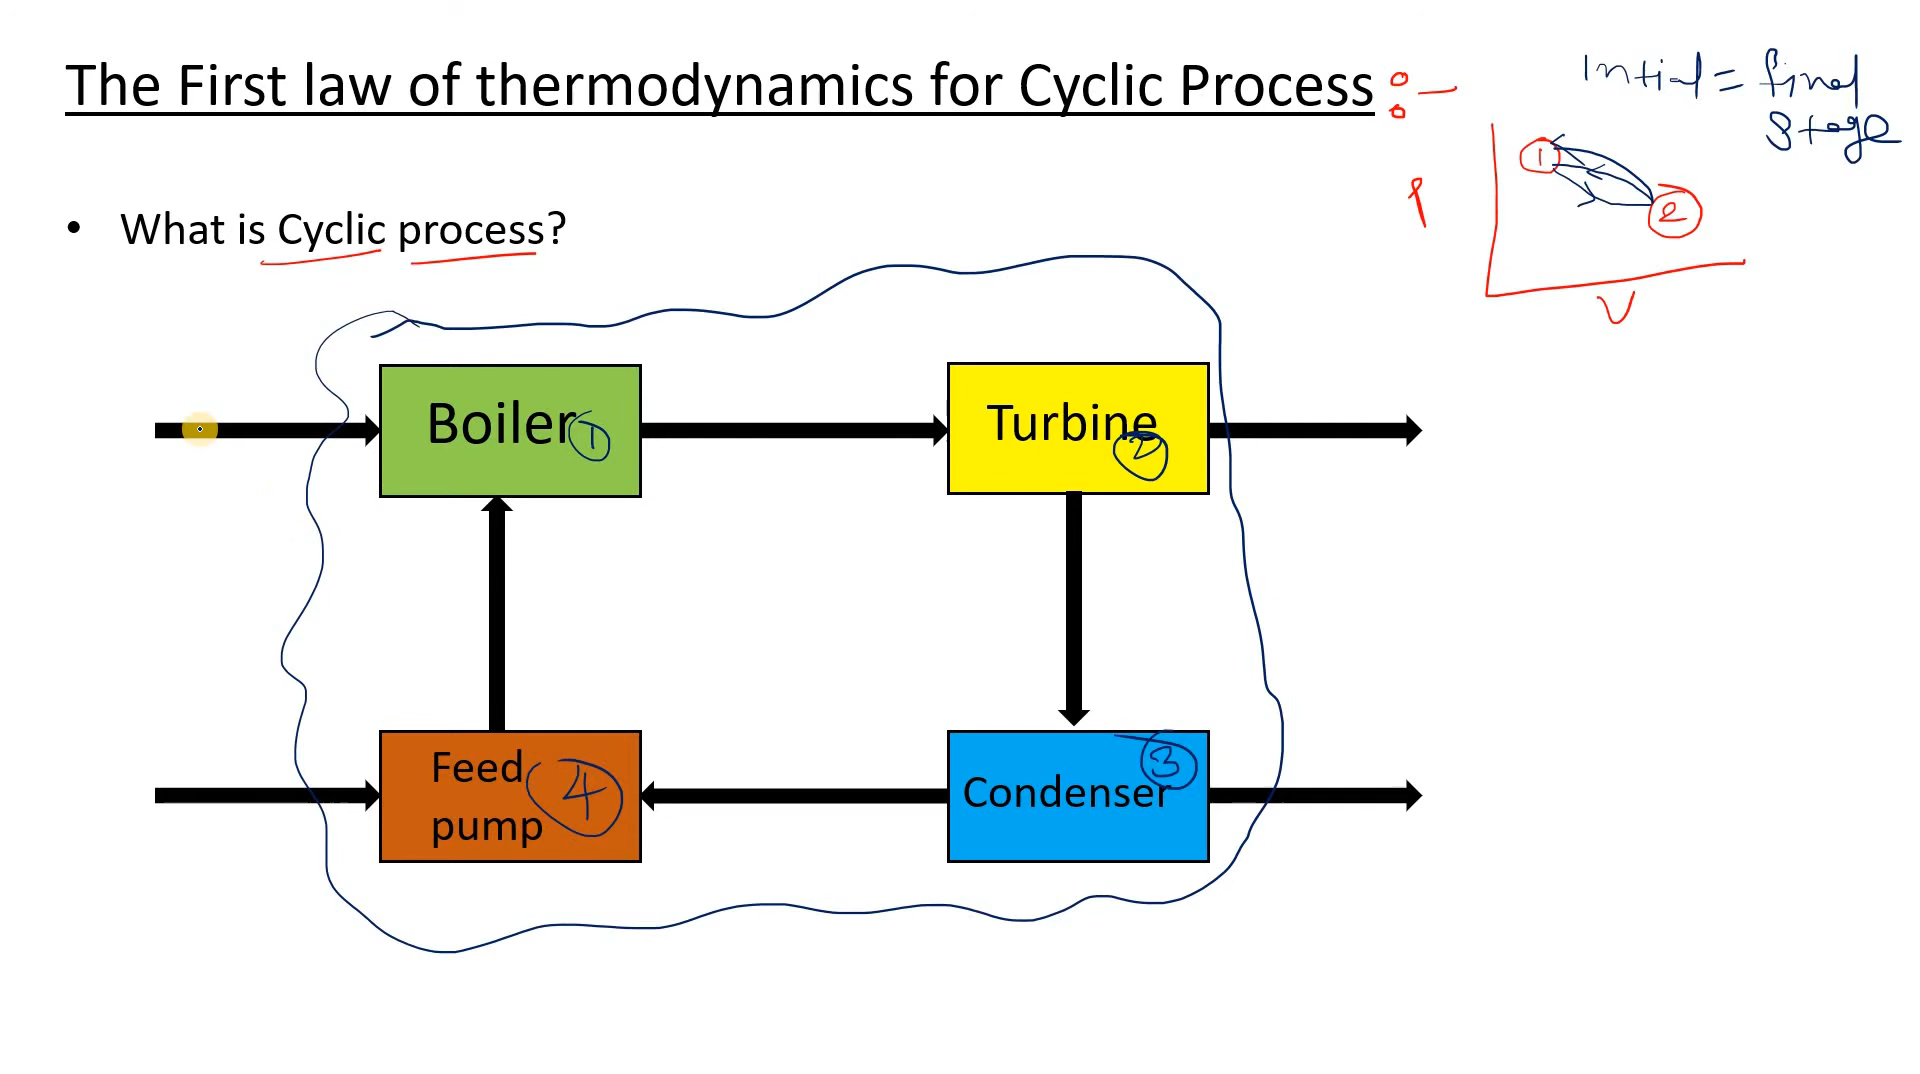 The First law of thermodynamics for Cyclic Process :-
Intial = final
Stage
• What is Cyclic process?
P
1
2
V
Boiler 1
Turbine 2
Feed
pump 4
Condenser 3